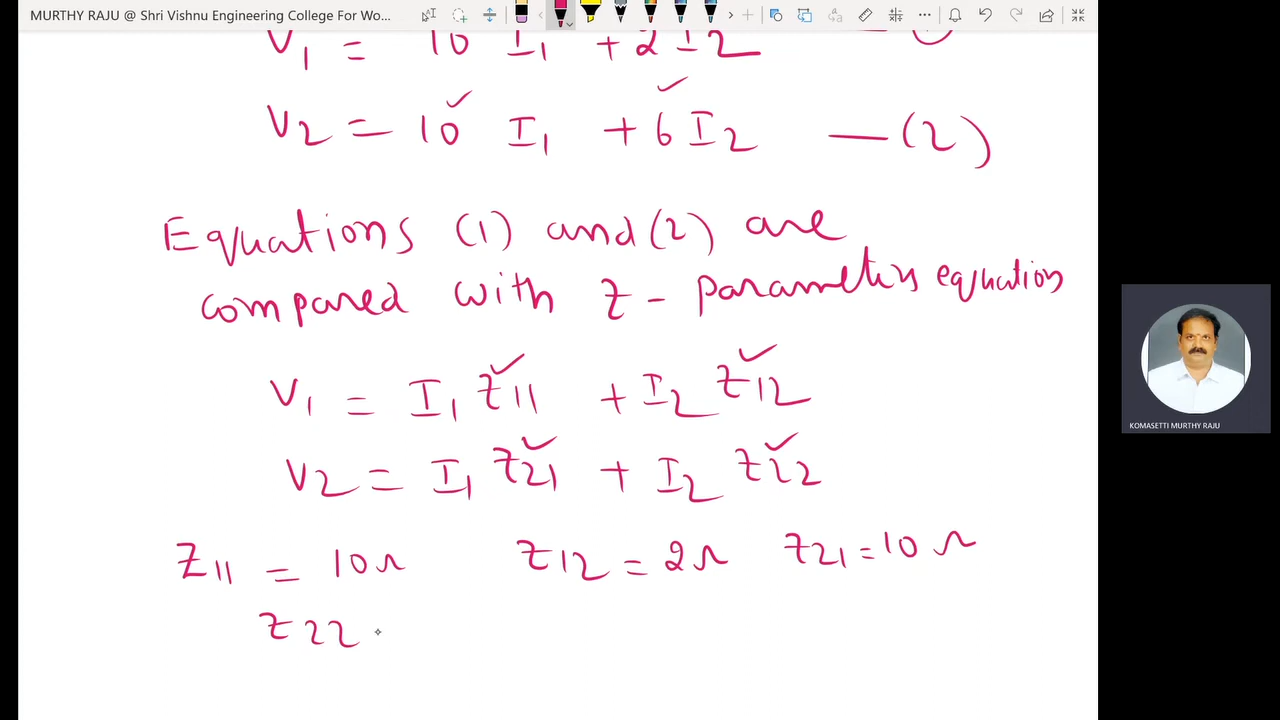 MURTHY RAJU @ Shri Vishnu Engineering College For Wo...
V1 = 10 I1 + 2 I2
V2 = 10 I1 + 6 I2 — (2)
Equations (1) and (2) are
compared with Z - parameters equations
V1 = I1 Z11 + I2 Z12
V2 = I1 Z21 + I2 Z22
Z11 = 10Ω Z12 = 2Ω Z21 = 10Ω
Z22
KOMASETTI MURTHY RAJU